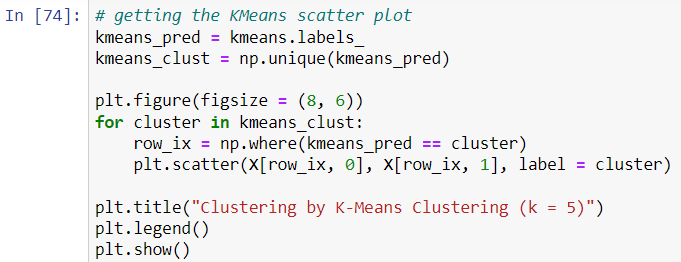 In [74]: # getting the KMeans scatter plot
kmeans_pred = kmeans.labels_
kmeans_clust = np.unique(kmeans_pred)
plt.figure(figsize = (8, 6))
for cluster in kmeans_clust:
row_ix = np.where(kmeans_pred == cluster)
plt.scatter(X[row_ix, 0], X[row_ix, 1], label = cluster)
plt.title("Clustering by K-Means Clustering (k = 5)")
plt.legend()
plt.show()